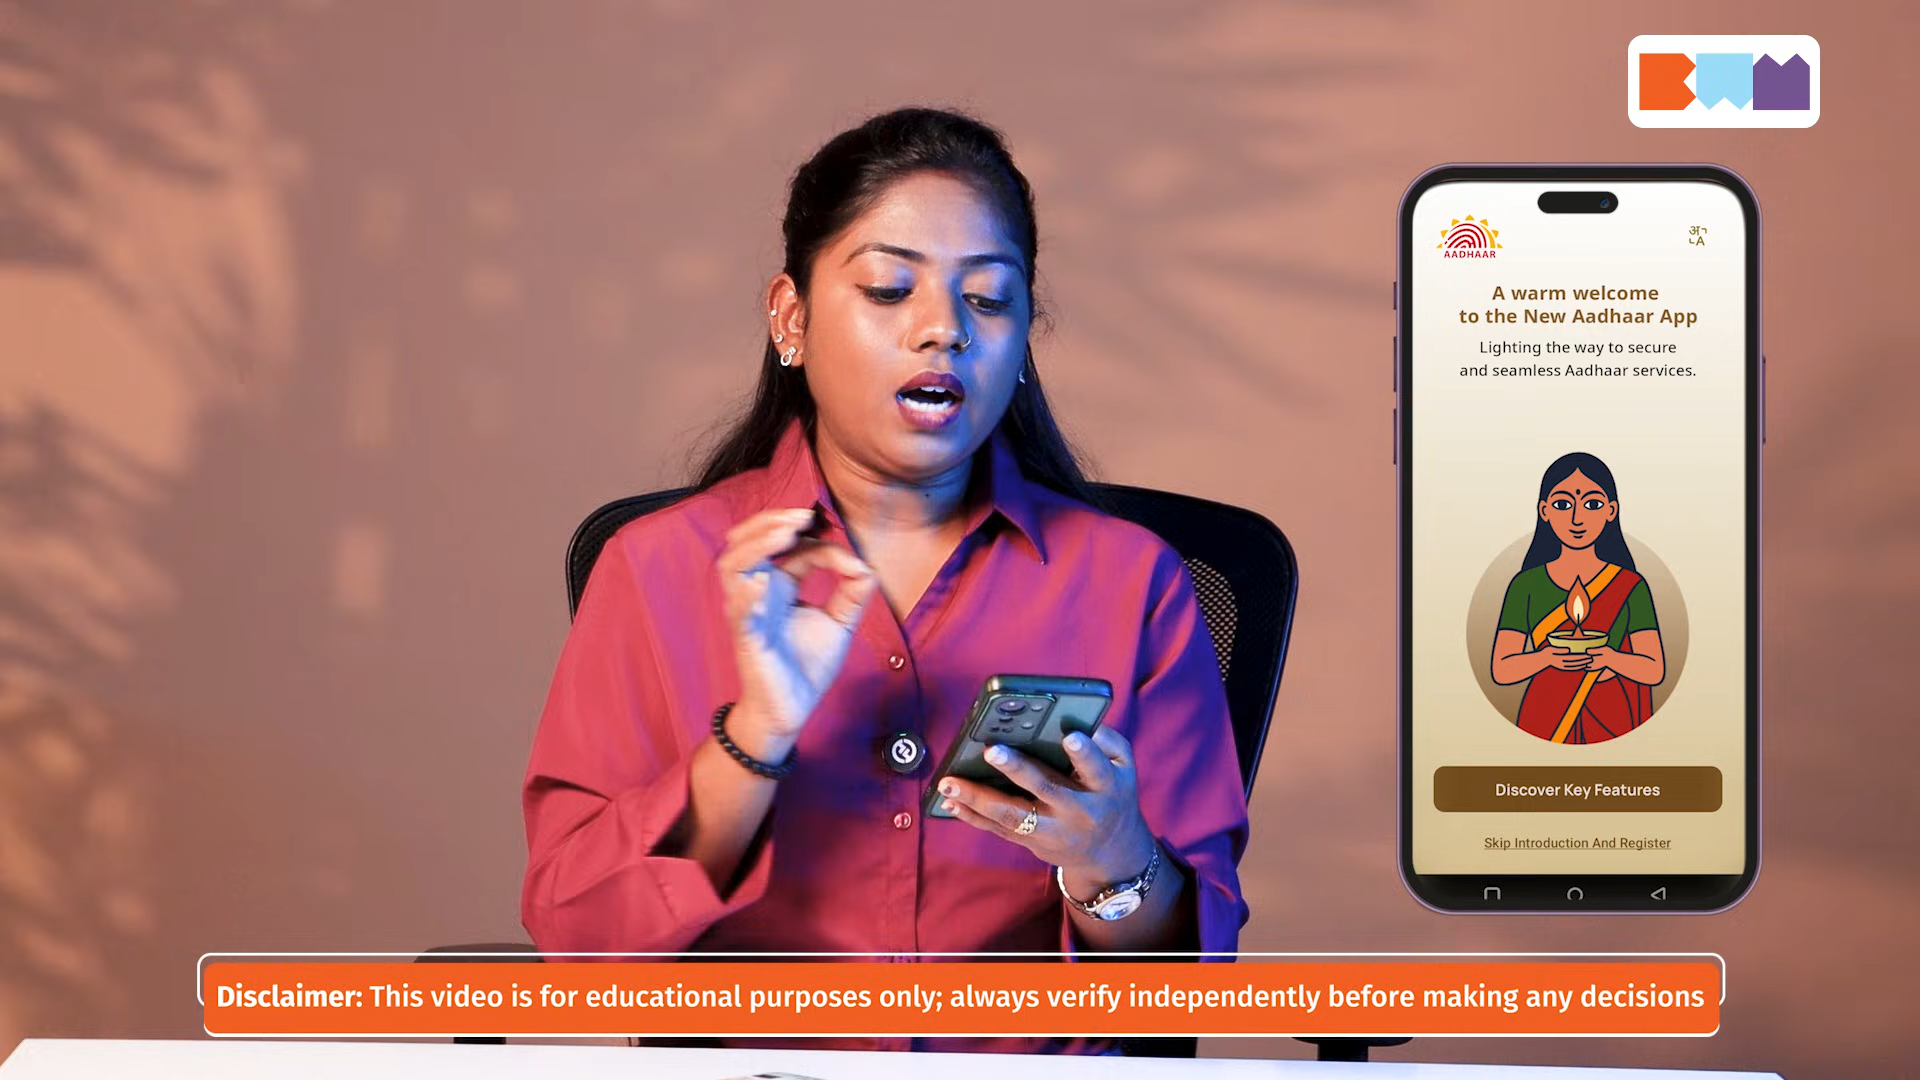 AADHAAR
अ
A
A warm welcome
to the New Aadhaar App
Lighting the way to secure
and seamless Aadhaar services.
Discover Key Features
Skip Introduction And Register
Disclaimer: This video is for educational purposes only; always verify independently before making any decisions